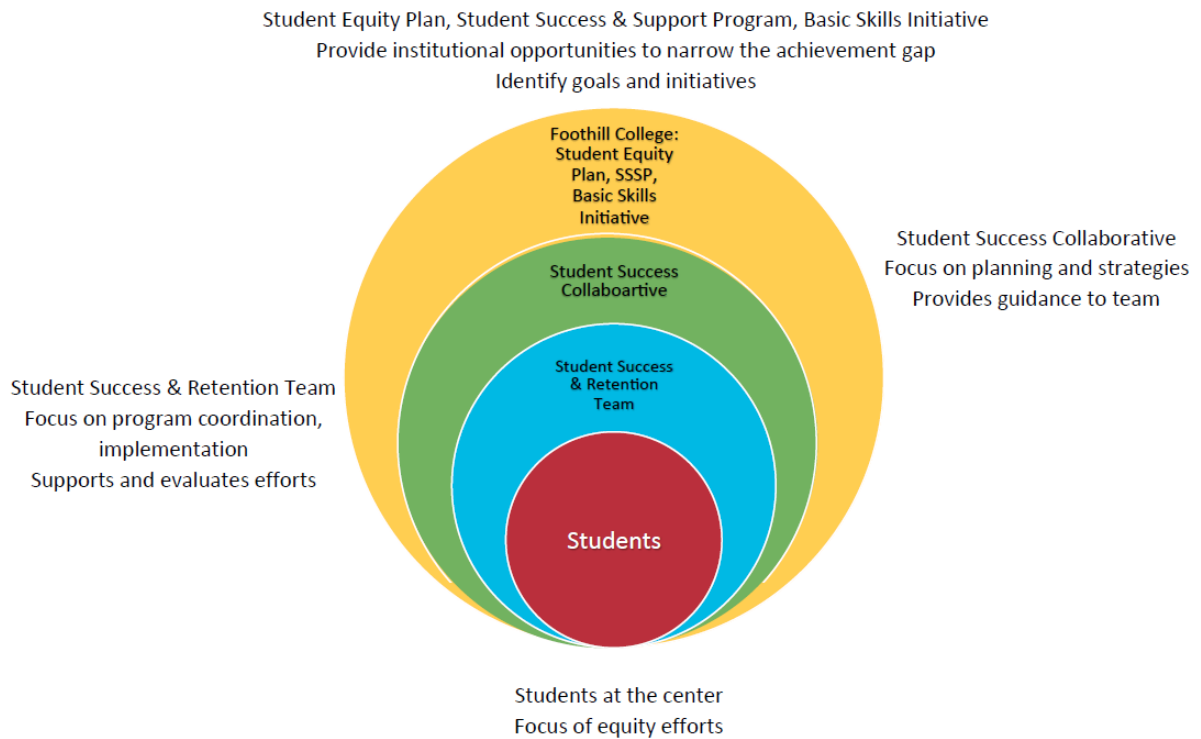 Student Equity Plan, Student Success & Support Program, Basic Skills Initiative
Provide institutional opportunities to narrow the achievement gap
Identify goals and initiatives
Foothill College:
Student Equity
Plan, SSSP,
Basic Skills
Initiative
Student Success Collaborative
Focus on planning and strategies
Provides guidance to team
Student Success
Collaboartive
Student Success
& Retention
Team
Student Success & Retention Team
Focus on program coordination,
implementation
Supports and evaluates efforts
Students
Students at the center
Focus of equity efforts